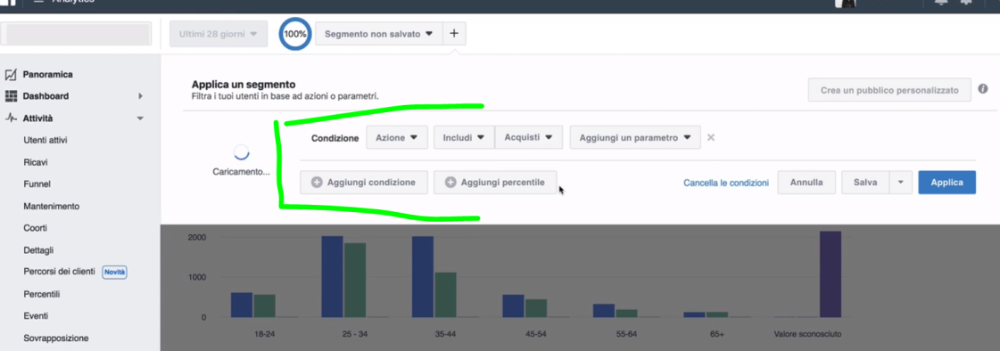 Analytics
Ultimi 28 giorni
100%
Segmento non salvato
+
Panoramica
Dashboard
Attività
Utenti attivi
Ricavi
Funnel
Mantenimento
Coorti
Dettagli
Percorsi dei clienti Novità
Percentili
Eventi
Sovrapposizione
Applica un segmento
Filtra i tuoi utenti in base ad azioni o parametri.
Crea un pubblico personalizzato
Caricamento...
Condizione Azione Includi Acquisti Aggiungi un parametro
Aggiungi condizione Aggiungi percentile Cancella le condizioni Annulla Salva Applica
2000
1000
0
18-24 25 - 34 35-44 45-54 55-64 65+ Valore sconosciuto